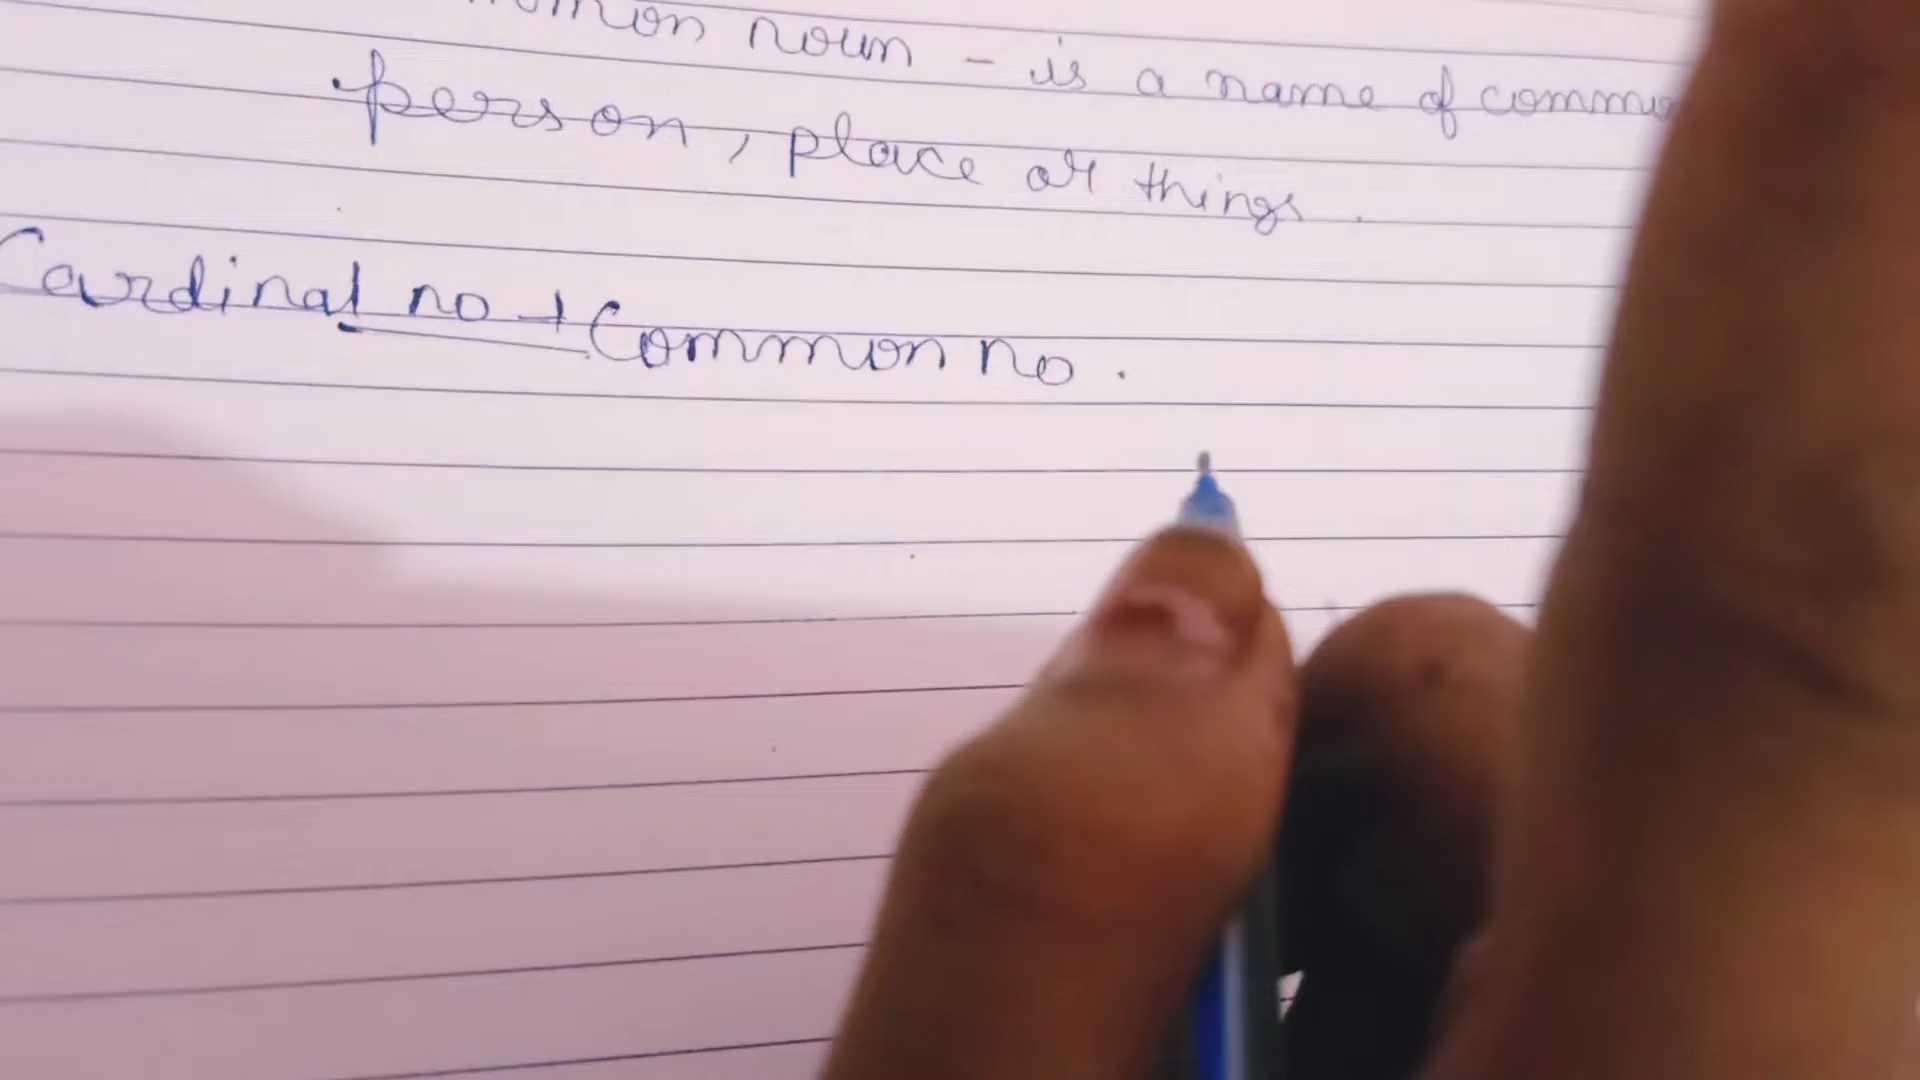 noun - is a name of
person, place or things.
Cardinal no + Common no.